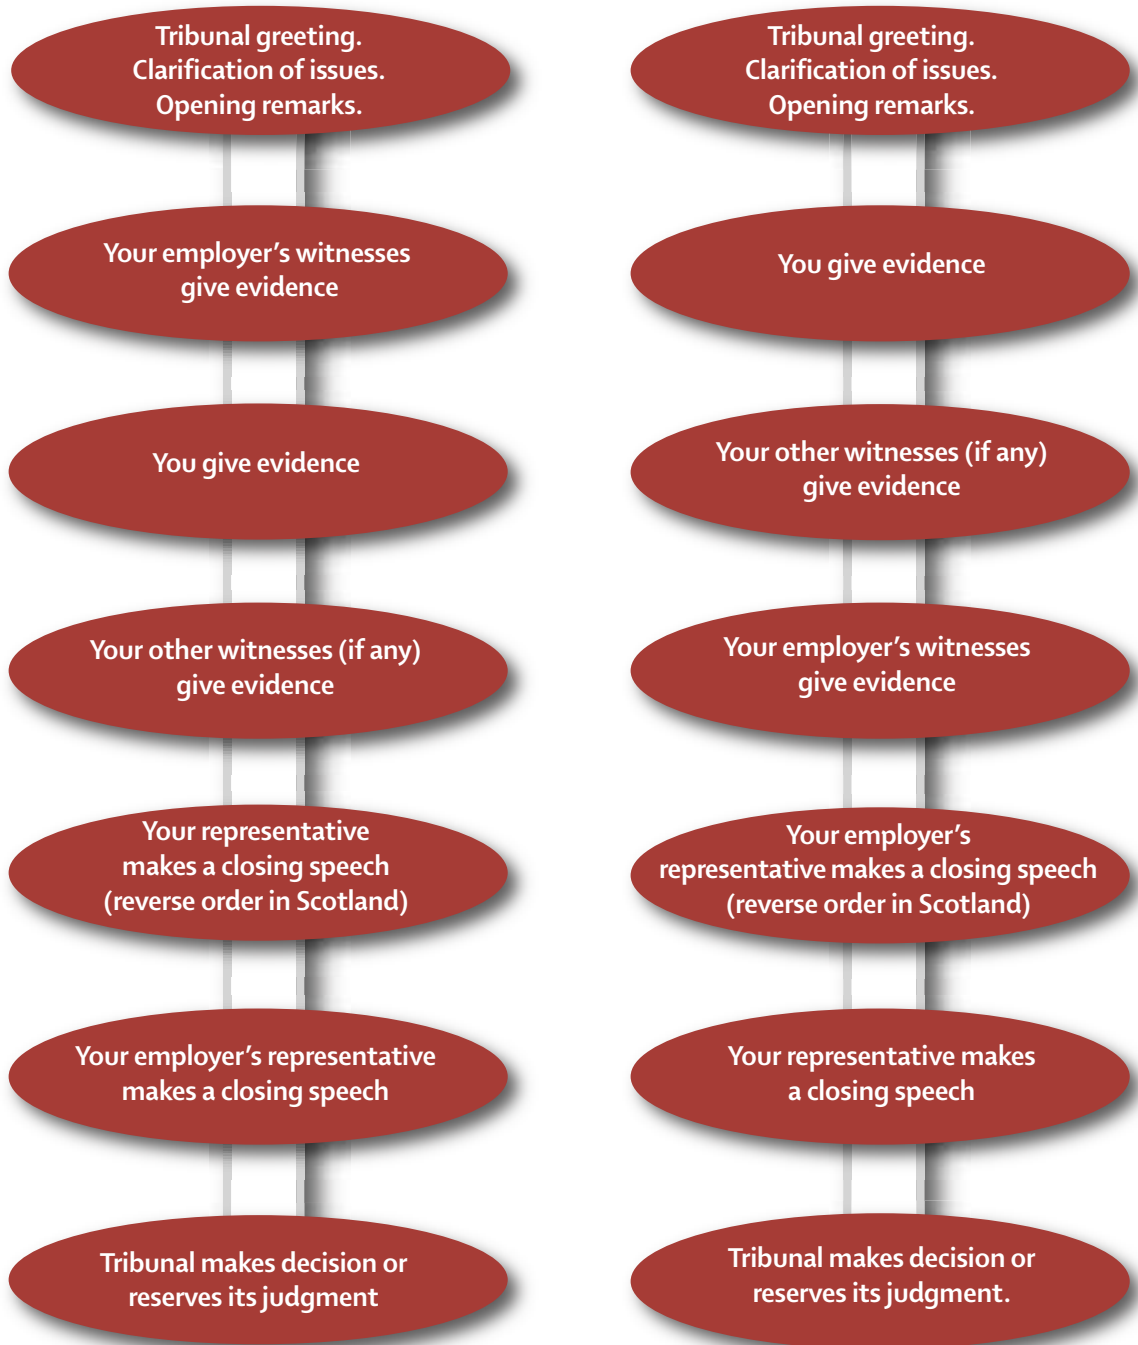 Tribunal greeting.
Clarification of issues.
Opening remarks.
Your employer’s witnesses
give evidence
You give evidence
Your other witnesses (if any)
give evidence
Your representative
makes a closing speech
(reverse order in Scotland)
Your employer’s representative
makes a closing speech
Tribunal makes decision or
reserves its judgment
Tribunal greeting.
Clarification of issues.
Opening remarks.
You give evidence
Your other witnesses (if any)
give evidence
Your employer’s witnesses
give evidence
Your employer’s
representative makes a closing speech
(reverse order in Scotland)
Your representative makes
a closing speech
Tribunal makes decision or
reserves its judgment.